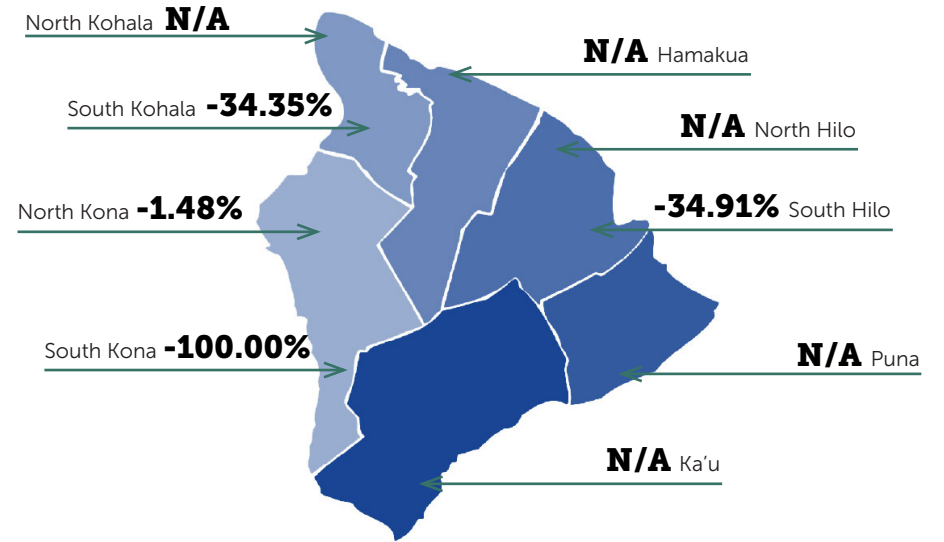 North Kohala N/A
N/A Hamakua
South Kohala -34.35%
N/A North Hilo
North Kona -1.48%
-34.91% South Hilo
South Kona -100.00%
N/A Puna
N/A Ka'u